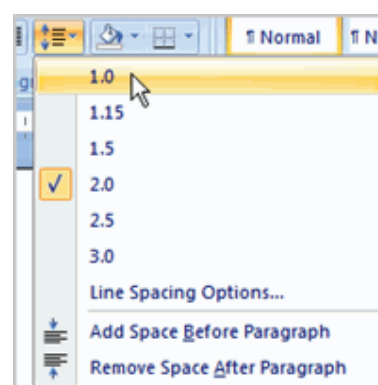 ¶ Normal ¶ N
1.0
1.15
1.5
2.0
2.5
3.0
Line Spacing Options...
Add Space Before Paragraph
Remove Space After Paragraph